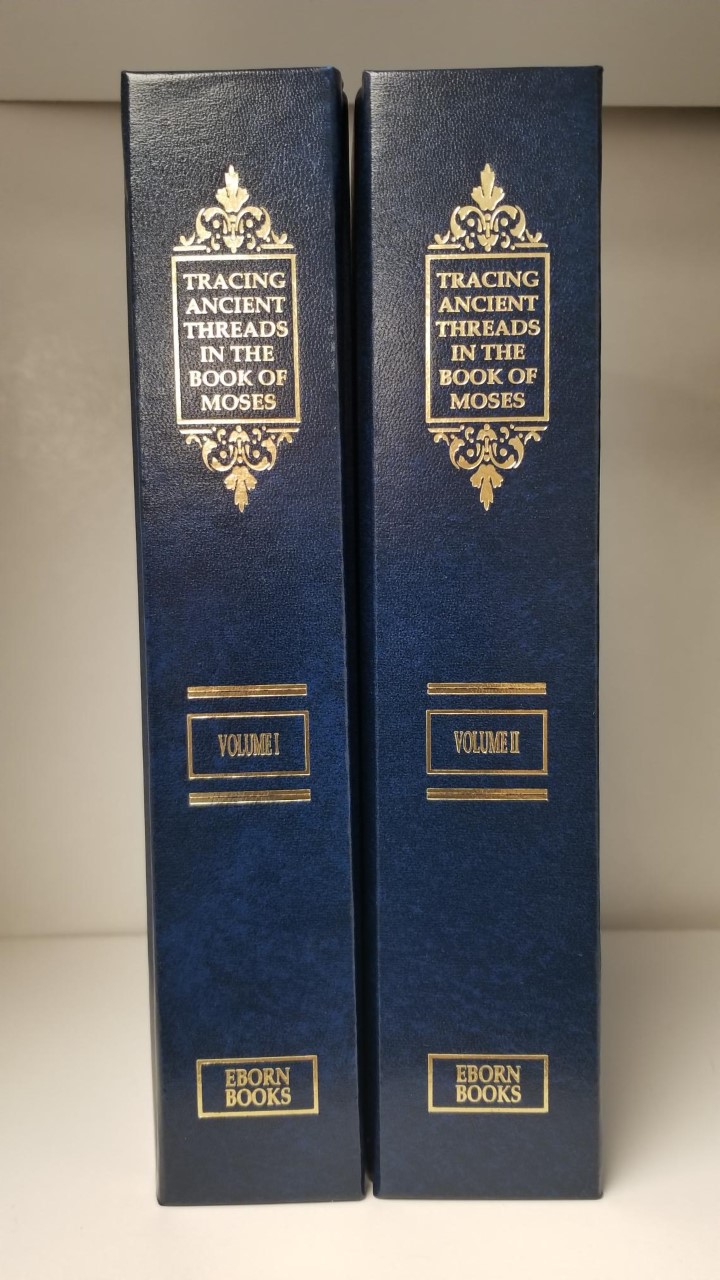 TRACING
ANCIENT
THREADS
IN THE
BOOK OF
MOSES
VOLUME I
EBORN
BOOKS
TRACING
ANCIENT
THREADS
IN THE
BOOK OF
MOSES
VOLUME II
EBORN
BOOKS